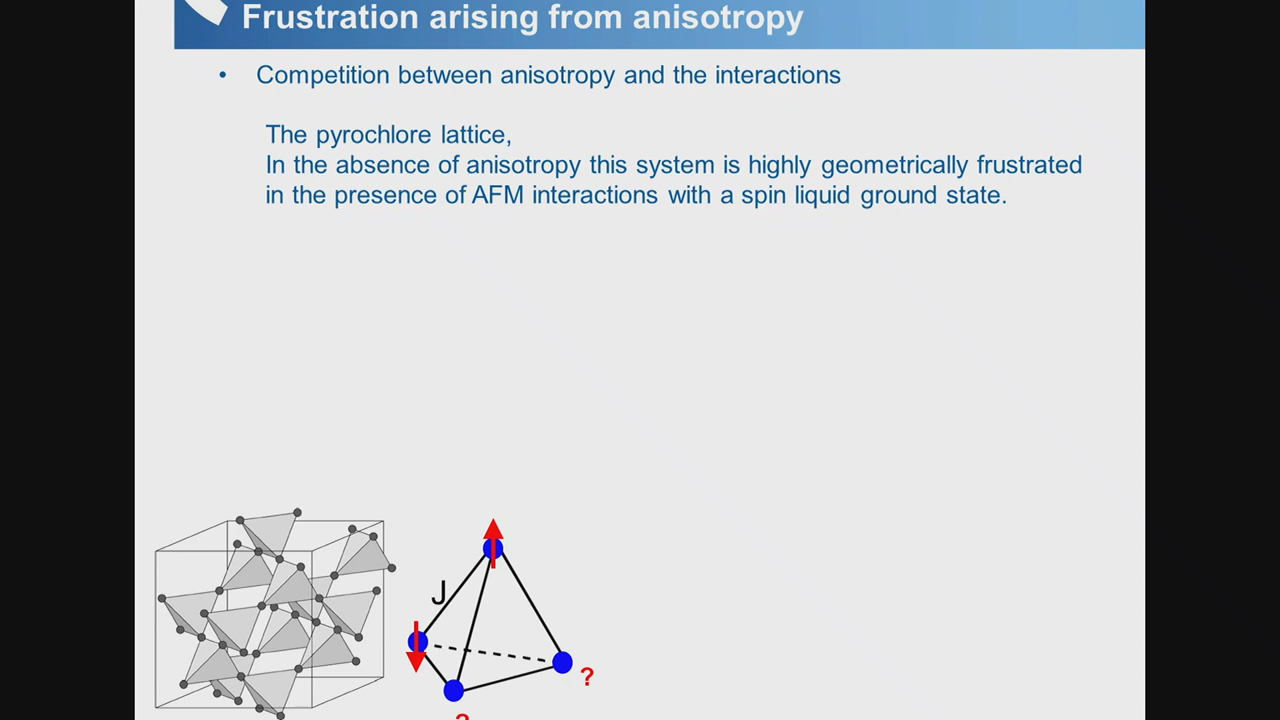 Frustration arising from anisotropy
• Competition between anisotropy and the interactions
The pyrochlore lattice,
In the absence of anisotropy this system is highly geometrically frustrated
in the presence of AFM interactions with a spin liquid ground state.
J
?
?